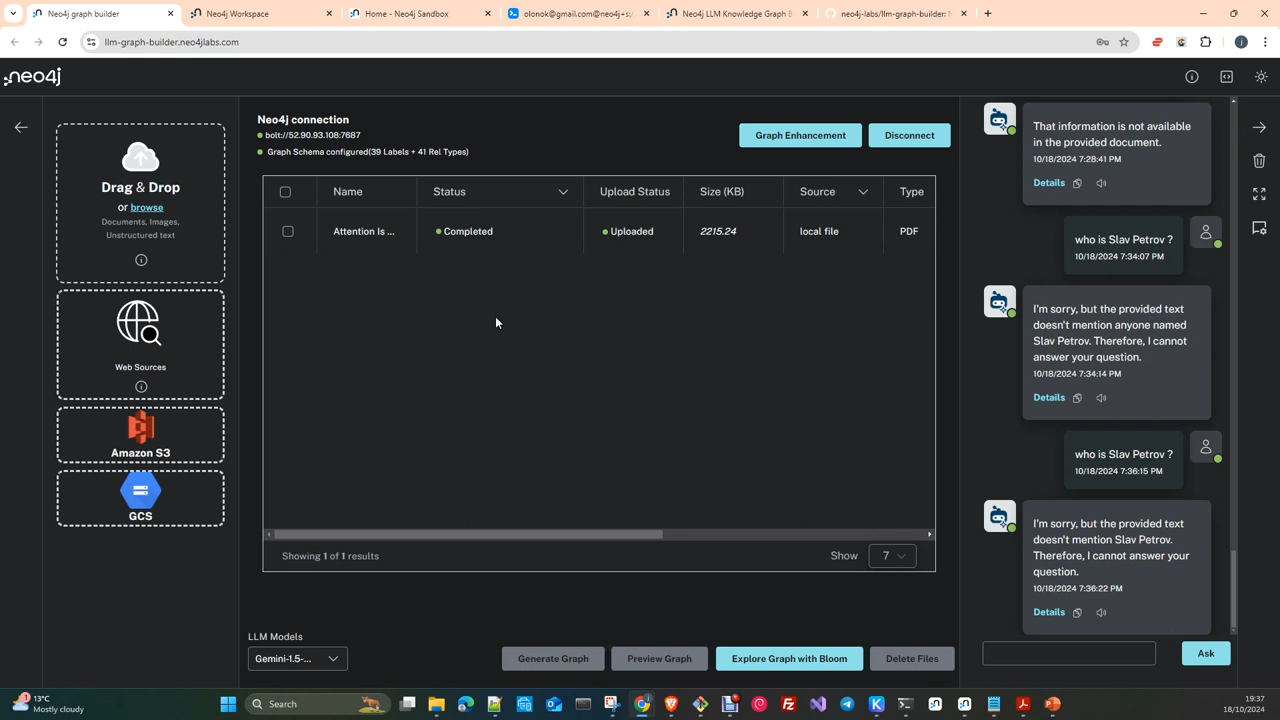 Neo4j graph builder
Neo4j Workspace
Home - Neo4j Sandbox
olonok@gmail.com@neo4j+s:/
Neo4j LLM Knowledge Graph B
neo4j-labs/llm-graph-builder: N
llm-graph-builder.neo4jlabs.com
neo4j
Drag & Drop
or browse
Documents, Images,
Unstructured text
Web Sources
Amazon S3
GCS
Neo4j connection
bolt://52.90.93.108:7687
Graph Schema configured(39 Labels + 41 Rel Types)
Graph Enhancement
Disconnect
Name Status Upload Status Size (KB) Source Type
Attention Is ... Completed Uploaded 2215.24 local file PDF
Showing 1 of 1 results
Show 7
LLM Models
Gemini-1.5-...
Generate Graph
Preview Graph
Explore Graph with Bloom
Delete Files
That information is not available
in the provided document.
10/18/2024 7:28:41 PM
Details
who is Slav Petrov ?
10/18/2024 7:34:07 PM
I'm sorry, but the provided text
doesn't mention anyone named
Slav Petrov. Therefore, I cannot
answer your question.
10/18/2024 7:34:14 PM
Details
who is Slav Petrov ?
10/18/2024 7:36:15 PM
I'm sorry, but the provided text
doesn't mention Slav Petrov.
Therefore, I cannot answer your
question.
10/18/2024 7:36:22 PM
Details
Ask
13°C
Mostly cloudy
Search
19:37
18/10/2024